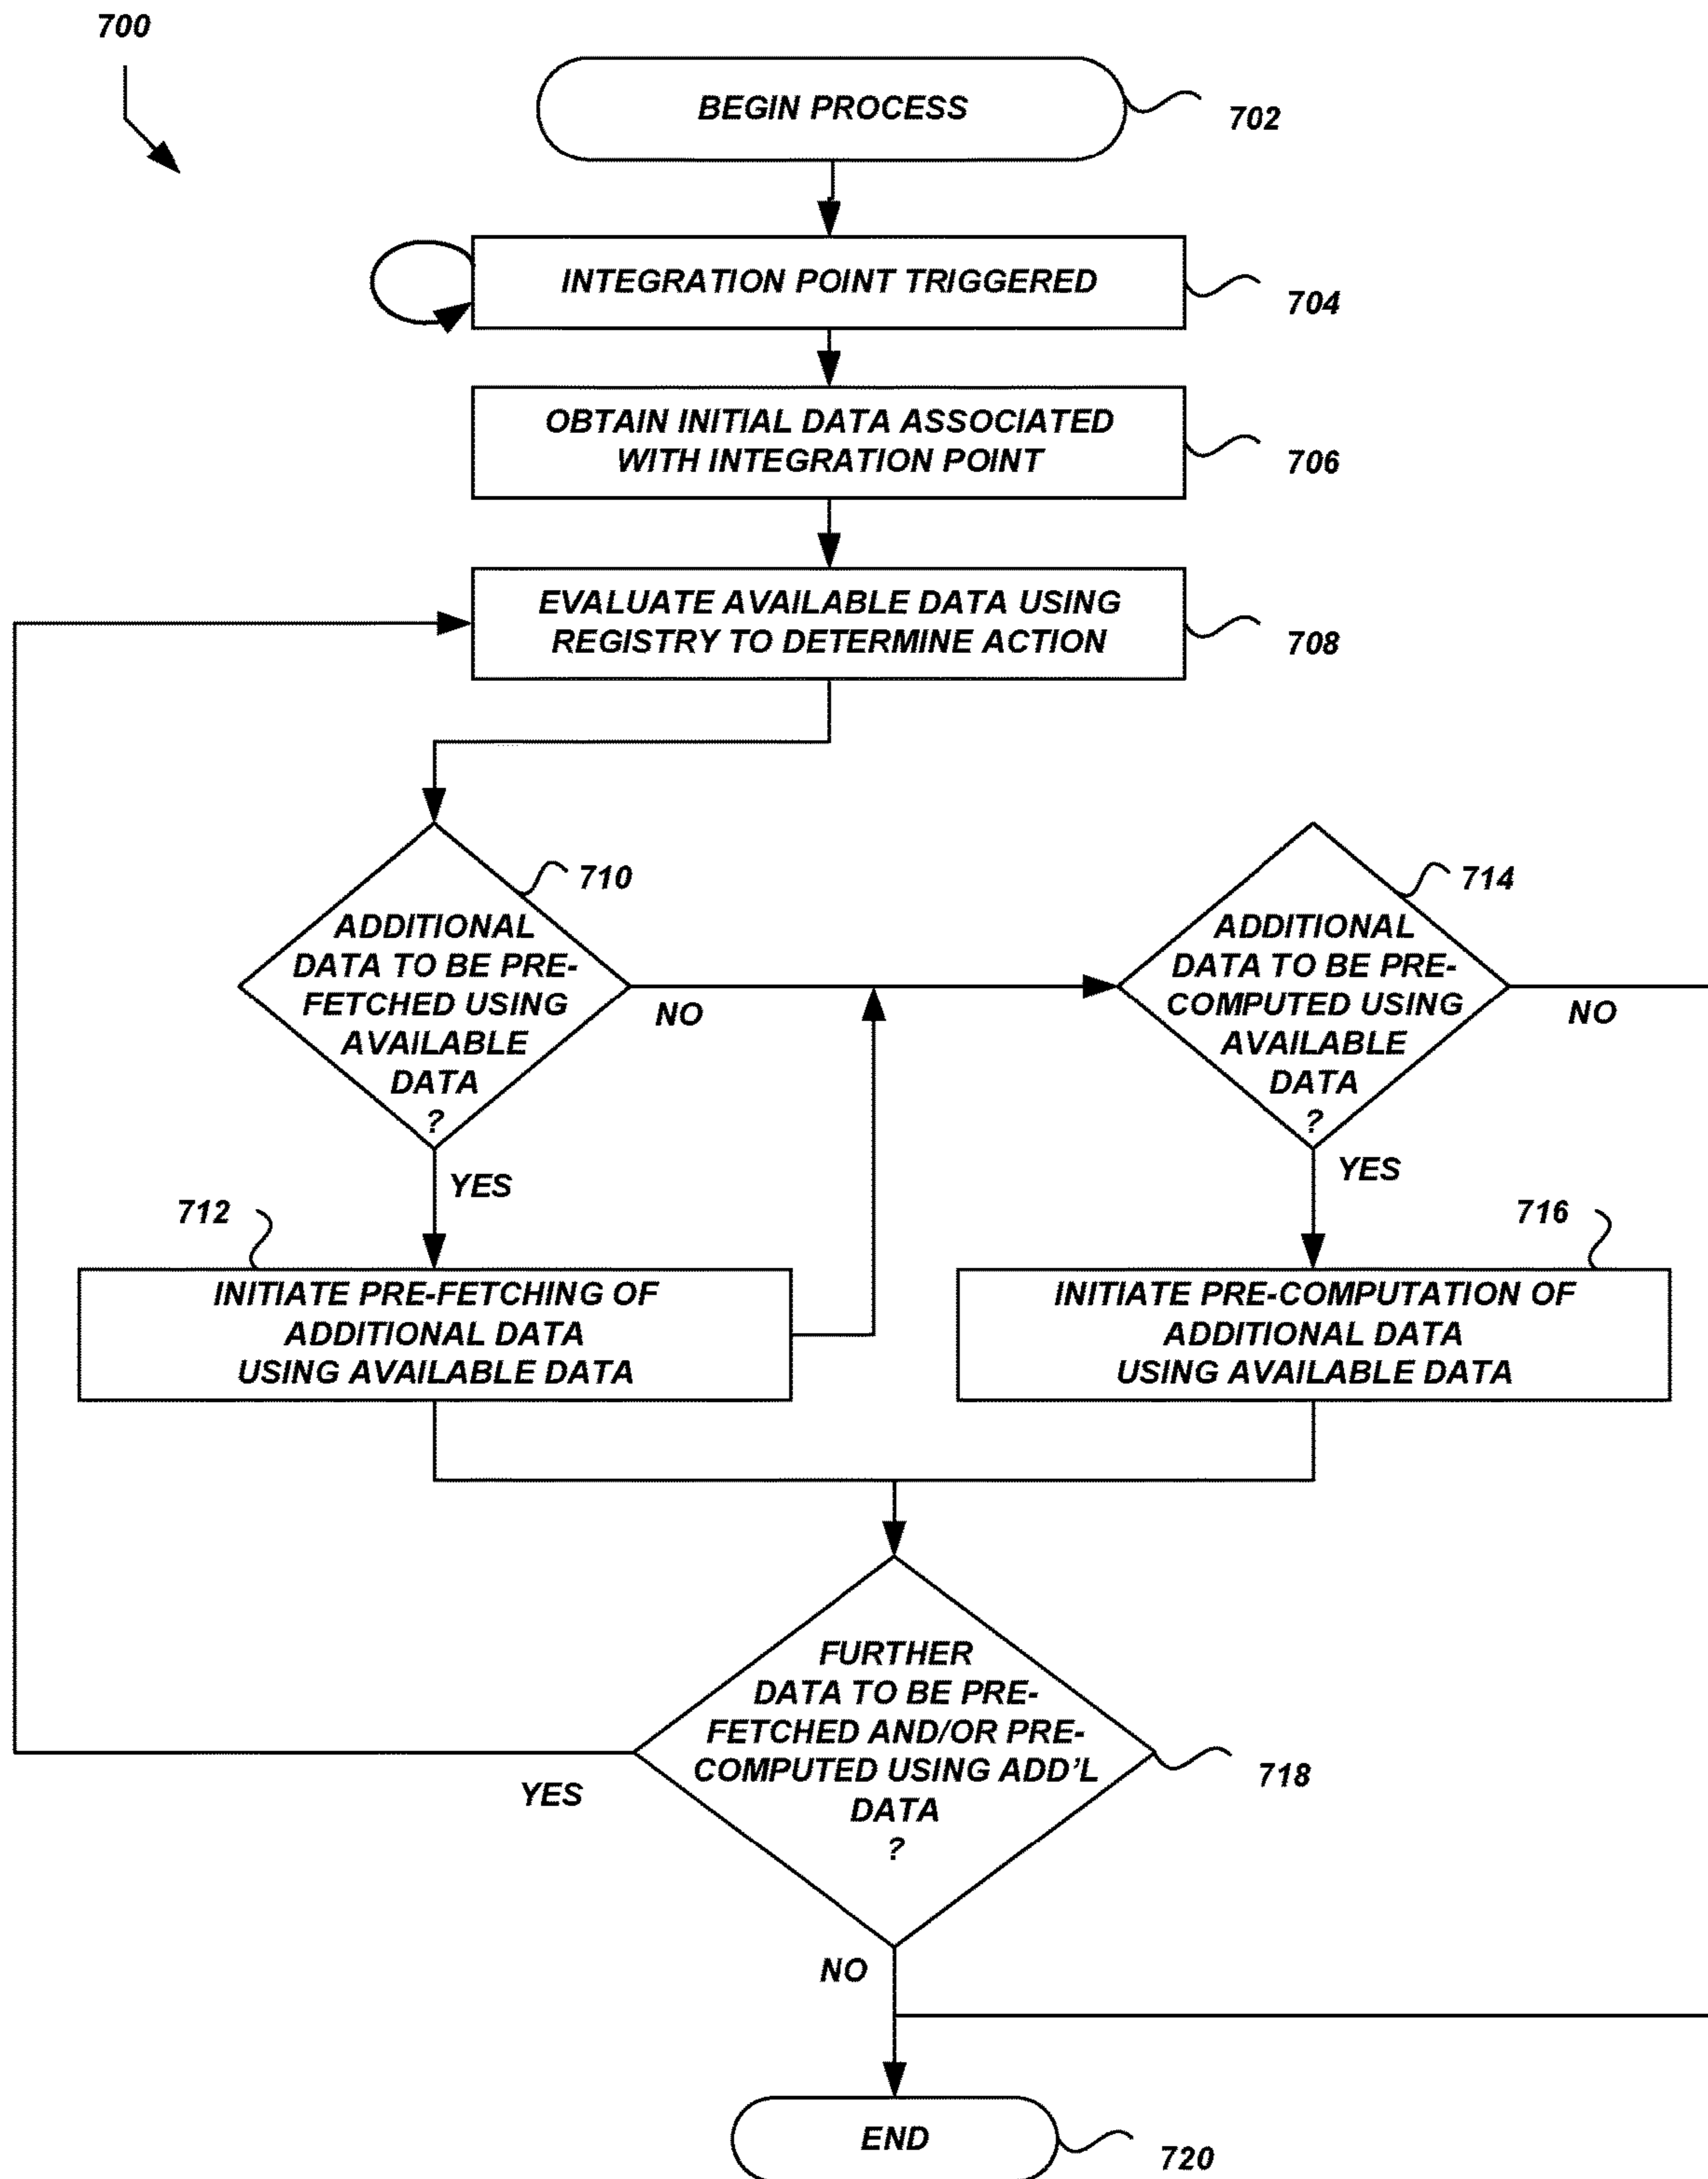 700
BEGIN PROCESS
702
INTEGRATION POINT TRIGGERED
704
OBTAIN INITIAL DATA ASSOCIATED
WITH INTEGRATION POINT
706
EVALUATE AVAILABLE DATA USING
REGISTRY TO DETERMINE ACTION
708
710
ADDITIONAL
DATA TO BE PRE-
FETCHED USING
AVAILABLE
DATA
?
NO
YES
714
ADDITIONAL
DATA TO BE PRE-
COMPUTED USING
AVAILABLE
DATA
?
NO
YES
712
INITIATE PRE-FETCHING OF
ADDITIONAL DATA
USING AVAILABLE DATA
716
INITIATE PRE-COMPUTATION OF
ADDITIONAL DATA
USING AVAILABLE DATA
FURTHER
DATA TO BE PRE-
FETCHED AND/OR PRE-
COMPUTED USING ADD'L
DATA
?
718
YES
NO
END
720